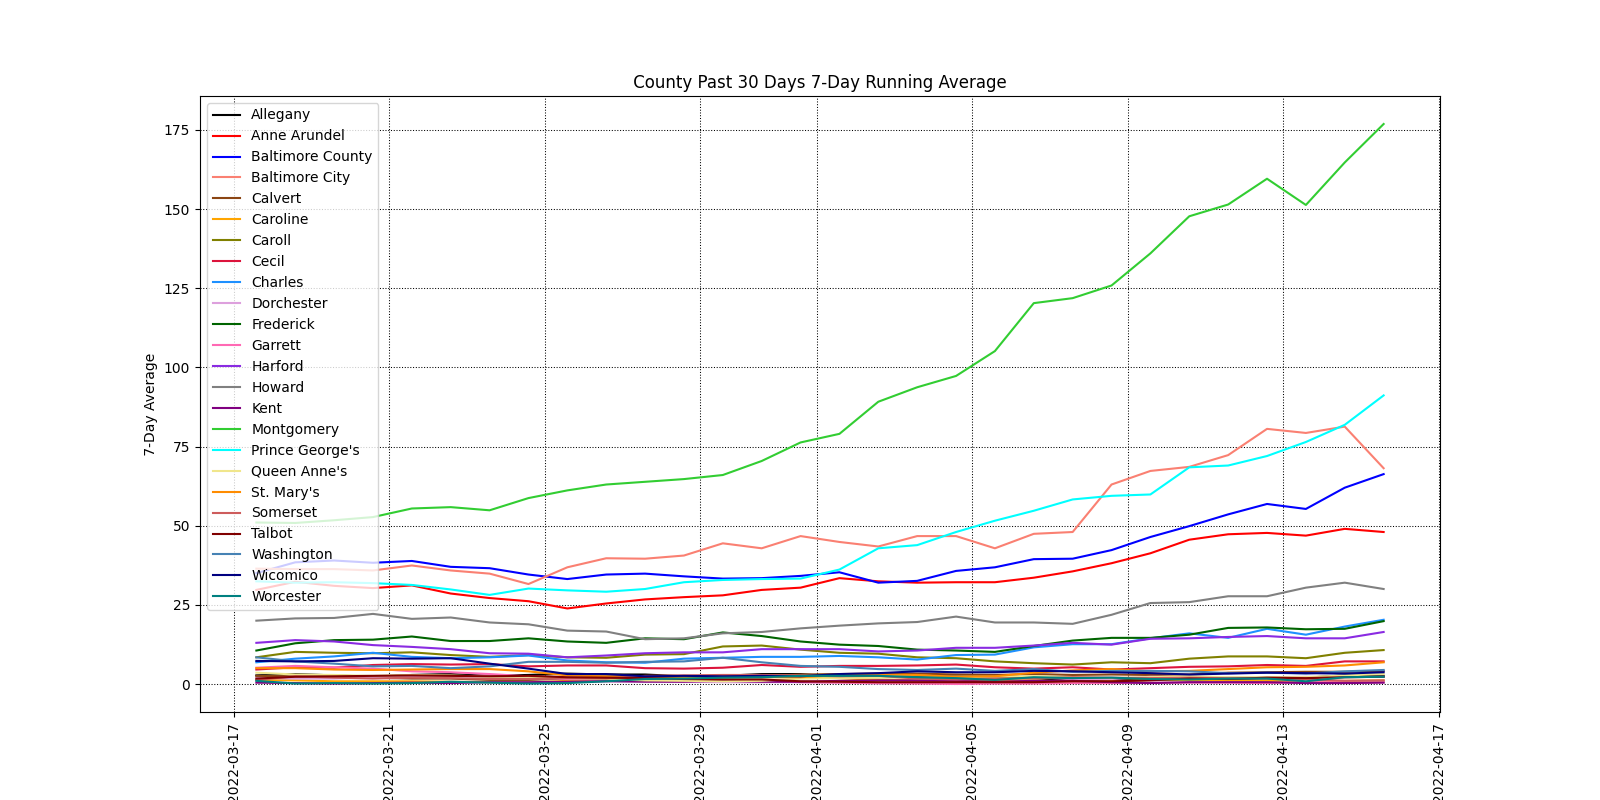 County Past 30 Days 7-Day Running Average
7-Day Average
175
150
125
100
75
50
25
0
Allegany
Anne Arundel
Baltimore County
Baltimore City
Calvert
Caroline
Caroll
Cecil
Charles
Dorchester
Frederick
Garrett
Harford
Howard
Kent
Montgomery
Prince George's
Queen Anne's
St. Mary's
Somerset
Talbot
Washington
Wicomico
Worcester
2022-03-17
2022-03-21
2022-03-25
2022-03-29
2022-04-01
2022-04-05
2022-04-09
2022-04-13
2022-04-17